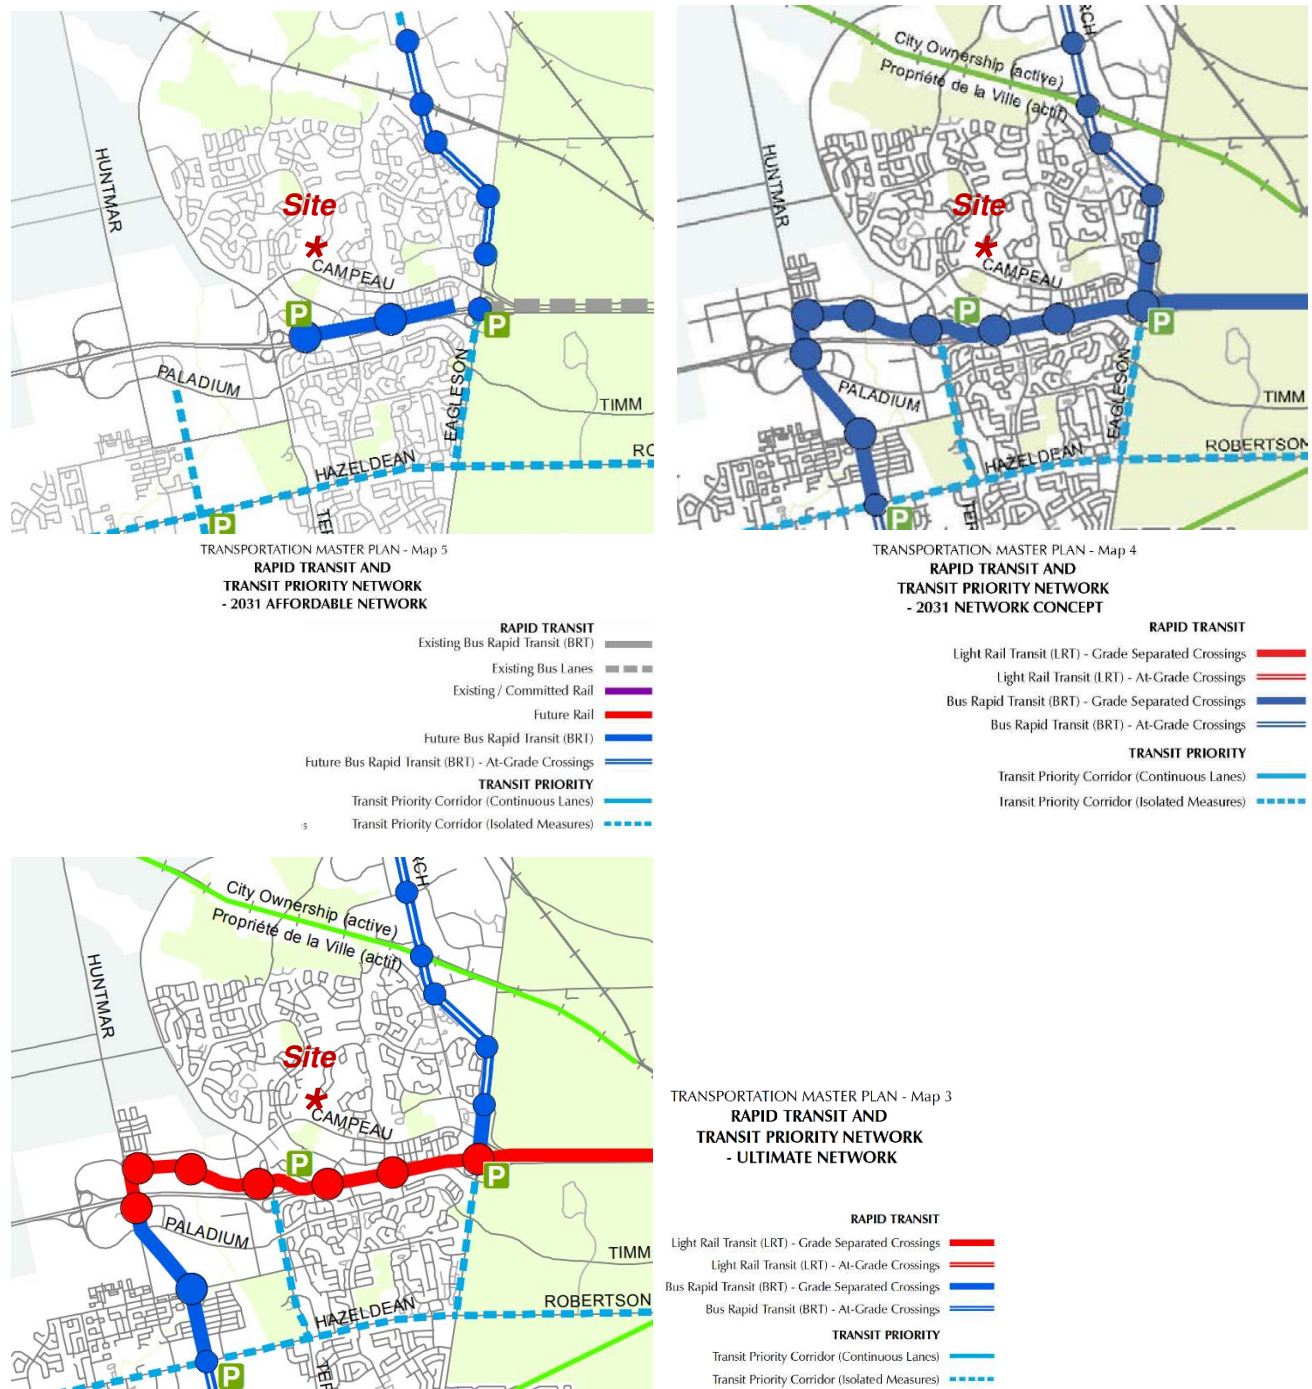 HUNTMAR
Site
*
CAMPEAU
P
P
PALADIUM
EAGLESON
TIMM
HAZELDEAN
RO
TER
P
TRANSPORTATION MASTER PLAN - Map 5
RAPID TRANSIT AND
TRANSIT PRIORITY NETWORK
- 2031 AFFORDABLE NETWORK
RAPID TRANSIT
Existing Bus Rapid Transit (BRT)
Existing Bus Lanes
Existing / Committed Rail
Future Rail
Future Bus Rapid Transit (BRT)
Future Bus Rapid Transit (BRT) - At-Grade Crossings
TRANSIT PRIORITY
Transit Priority Corridor (Continuous Lanes)
Transit Priority Corridor (Isolated Measures)
RCH
City Ownership (active)
Propriété de la Ville (actif)
HUNTMAR
Site
*
CAMPEAU
P
P
PALADIUM
EAGLESON
TIMM
HAZELDEAN
ROBERTSON
TER
P
TRANSPORTATION MASTER PLAN - Map 4
RAPID TRANSIT AND
TRANSIT PRIORITY NETWORK
- 2031 NETWORK CONCEPT
RAPID TRANSIT
Light Rail Transit (LRT) - Grade Separated Crossings
Light Rail Transit (LRT) - At-Grade Crossings
Bus Rapid Transit (BRT) - Grade Separated Crossings
Bus Rapid Transit (BRT) - At-Grade Crossings
TRANSIT PRIORITY
Transit Priority Corridor (Continuous Lanes)
Transit Priority Corridor (Isolated Measures)
RCH
City Ownership (active)
Propriété de la Ville (actif)
HUNTMAR
Site
*
CAMPEAU
P
P
PALADIUM
TIMM
HAZELDEAN
ROBERTSON
TER
P
TRANSPORTATION MASTER PLAN - Map 3
RAPID TRANSIT AND
TRANSIT PRIORITY NETWORK
- ULTIMATE NETWORK
RAPID TRANSIT
Light Rail Transit (LRT) - Grade Separated Crossings
Light Rail Transit (LRT) - At-Grade Crossings
Bus Rapid Transit (BRT) - Grade Separated Crossings
Bus Rapid Transit (BRT) - At-Grade Crossings
TRANSIT PRIORITY
Transit Priority Corridor (Continuous Lanes)
Transit Priority Corridor (Isolated Measures)